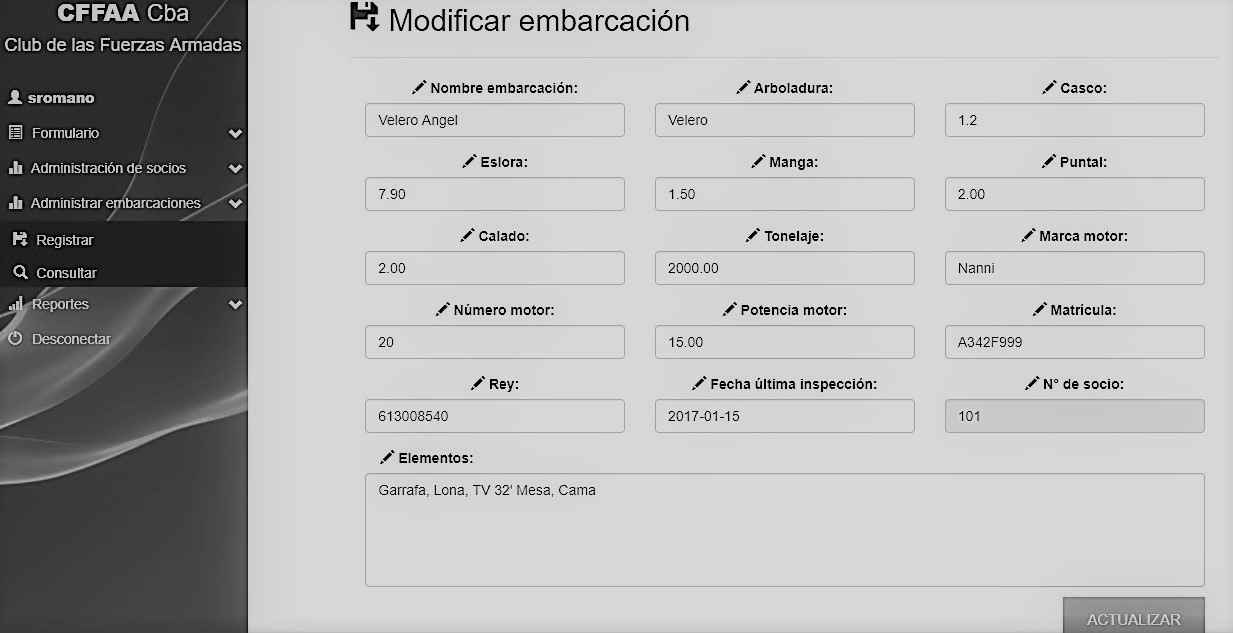 CFFAA Cba
Club de las Fuerzas Armadas
sromano
Formulario
Administración de socios
Administrar embarcaciones
Registrar
Consultar
Reportes
Desconectar
Modificar embarcación
Nombre embarcación: Arboladura: Casco:
Velero Angel Velero 1.2
Eslora: Manga: Puntal:
7.90 1.50 2.00
Calado: Tonelaje: Marca motor:
2.00 2000.00 Nanni
Número motor: Potencia motor: Matrícula:
20 15.00 A342F999
Rey: Fecha última inspección: N° de socio:
613008540 2017-01-15 101
Elementos:
Garrafa, Lona, TV 32' Mesa, Cama
ACTUALIZAR